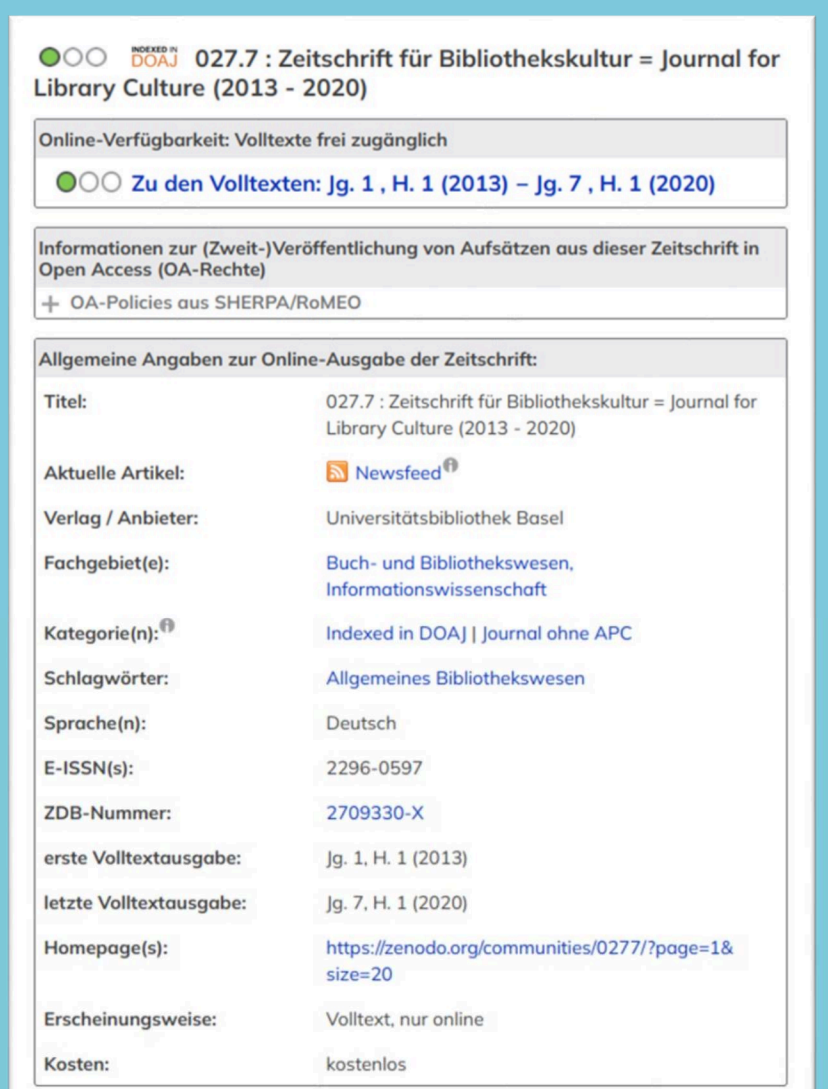 INDEXED IN DOAJ 027.7 : Zeitschrift für Bibliothekskultur = Journal for
Library Culture (2013 - 2020)
Online-Verfügbarkeit: Volltexte frei zugänglich
Zu den Volltexten: Jg. 1 , H. 1 (2013) – Jg. 7 , H. 1 (2020)
Informationen zur (Zweit-)Veröffentlichung von Aufsätzen aus dieser Zeitschrift in
Open Access (OA-Rechte)
+ OA-Policies aus SHERPA/RoMEO
Allgemeine Angaben zur Online-Ausgabe der Zeitschrift:
Titel: 027.7 : Zeitschrift für Bibliothekskultur = Journal for
Library Culture (2013 - 2020)
Aktuelle Artikel: Newsfeed
Verlag / Anbieter: Universitätsbibliothek Basel
Fachgebiet(e): Buch- und Bibliothekswesen,
Informationswissenschaft
Kategorie(n): Indexed in DOAJ | Journal ohne APC
Schlagwörter: Allgemeines Bibliothekswesen
Sprache(n): Deutsch
E-ISSN(s): 2296-0597
ZDB-Nummer: 2709330-X
erste Volltextausgabe: Jg. 1, H. 1 (2013)
letzte Volltextausgabe: Jg. 7, H. 1 (2020)
Homepage(s): https://zenodo.org/communities/0277/?page=1&
size=20
Erscheinungsweise: Volltext, nur online
Kosten: kostenlos